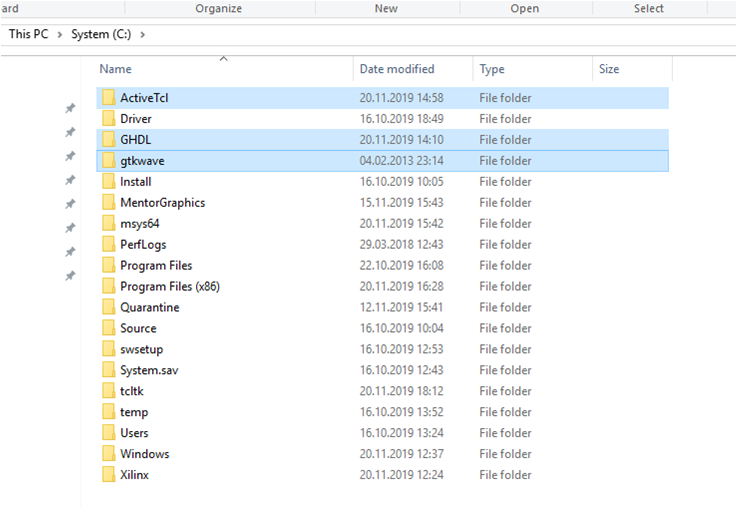 ard Organize New Open Select
This PC > System (C:) >
Name Date modified Type Size
ActiveTcl 20.11.2019 14:58 File folder
Driver 16.10.2019 18:49 File folder
GHDL 20.11.2019 14:10 File folder
gtkwave 04.02.2013 23:14 File folder
Install 16.10.2019 10:05 File folder
MentorGraphics 15.11.2019 15:43 File folder
msys64 20.11.2019 15:42 File folder
PerfLogs 29.03.2018 12:43 File folder
Program Files 22.10.2019 16:08 File folder
Program Files (x86) 20.11.2019 16:28 File folder
Quarantine 12.11.2019 15:41 File folder
Source 16.10.2019 10:04 File folder
swsetup 16.10.2019 12:53 File folder
System.sav 16.10.2019 12:43 File folder
tcltk 20.11.2019 18:12 File folder
temp 16.10.2019 13:52 File folder
Users 16.10.2019 13:24 File folder
Windows 20.11.2019 12:37 File folder
Xilinx 20.11.2019 12:24 File folder